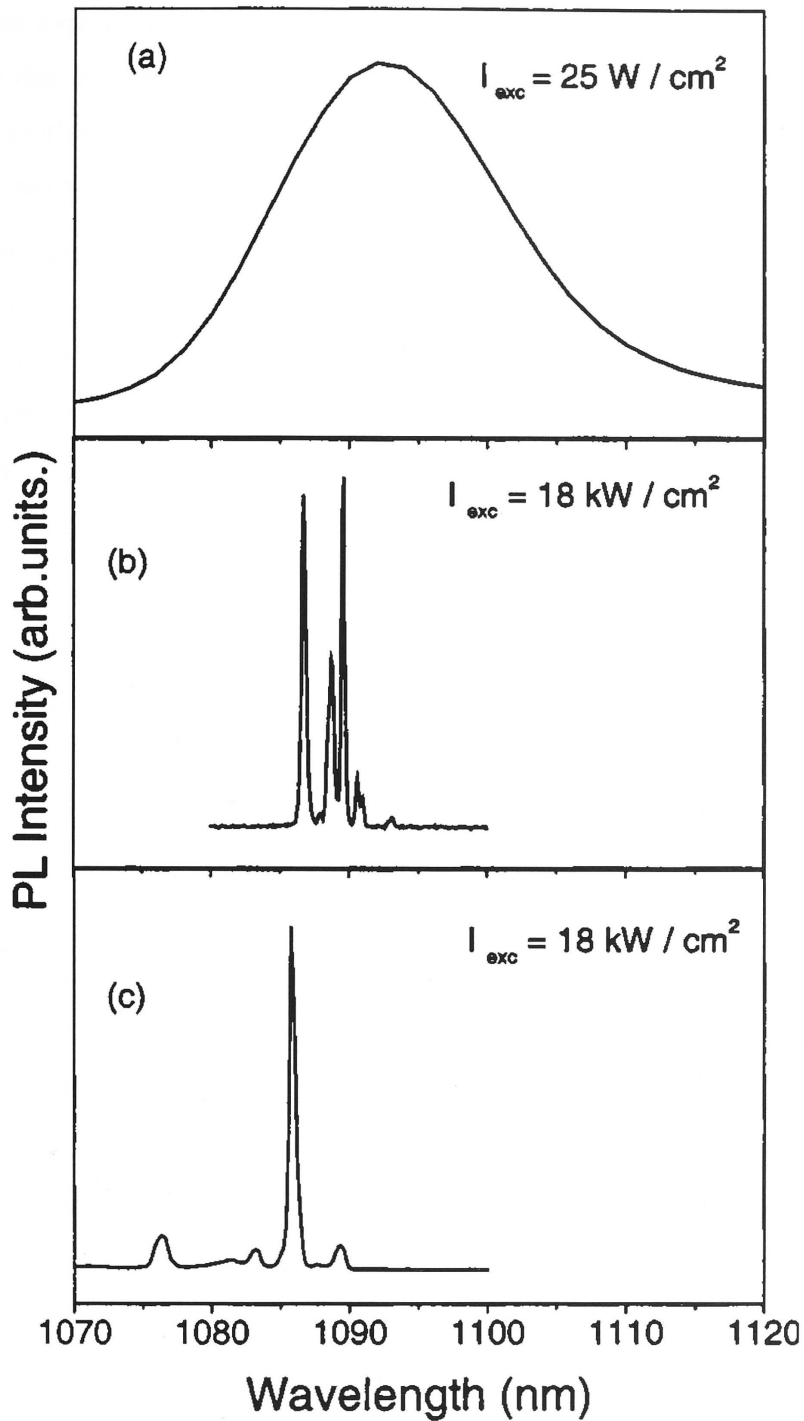 (a)
I exc = 25 W / cm²
I exc = 18 kW / cm²
(b)
I exc = 18 kW / cm²
(c)
PL Intensity (arb.units.)
1070 1080 1090 1100 1110 1120
Wavelength (nm)